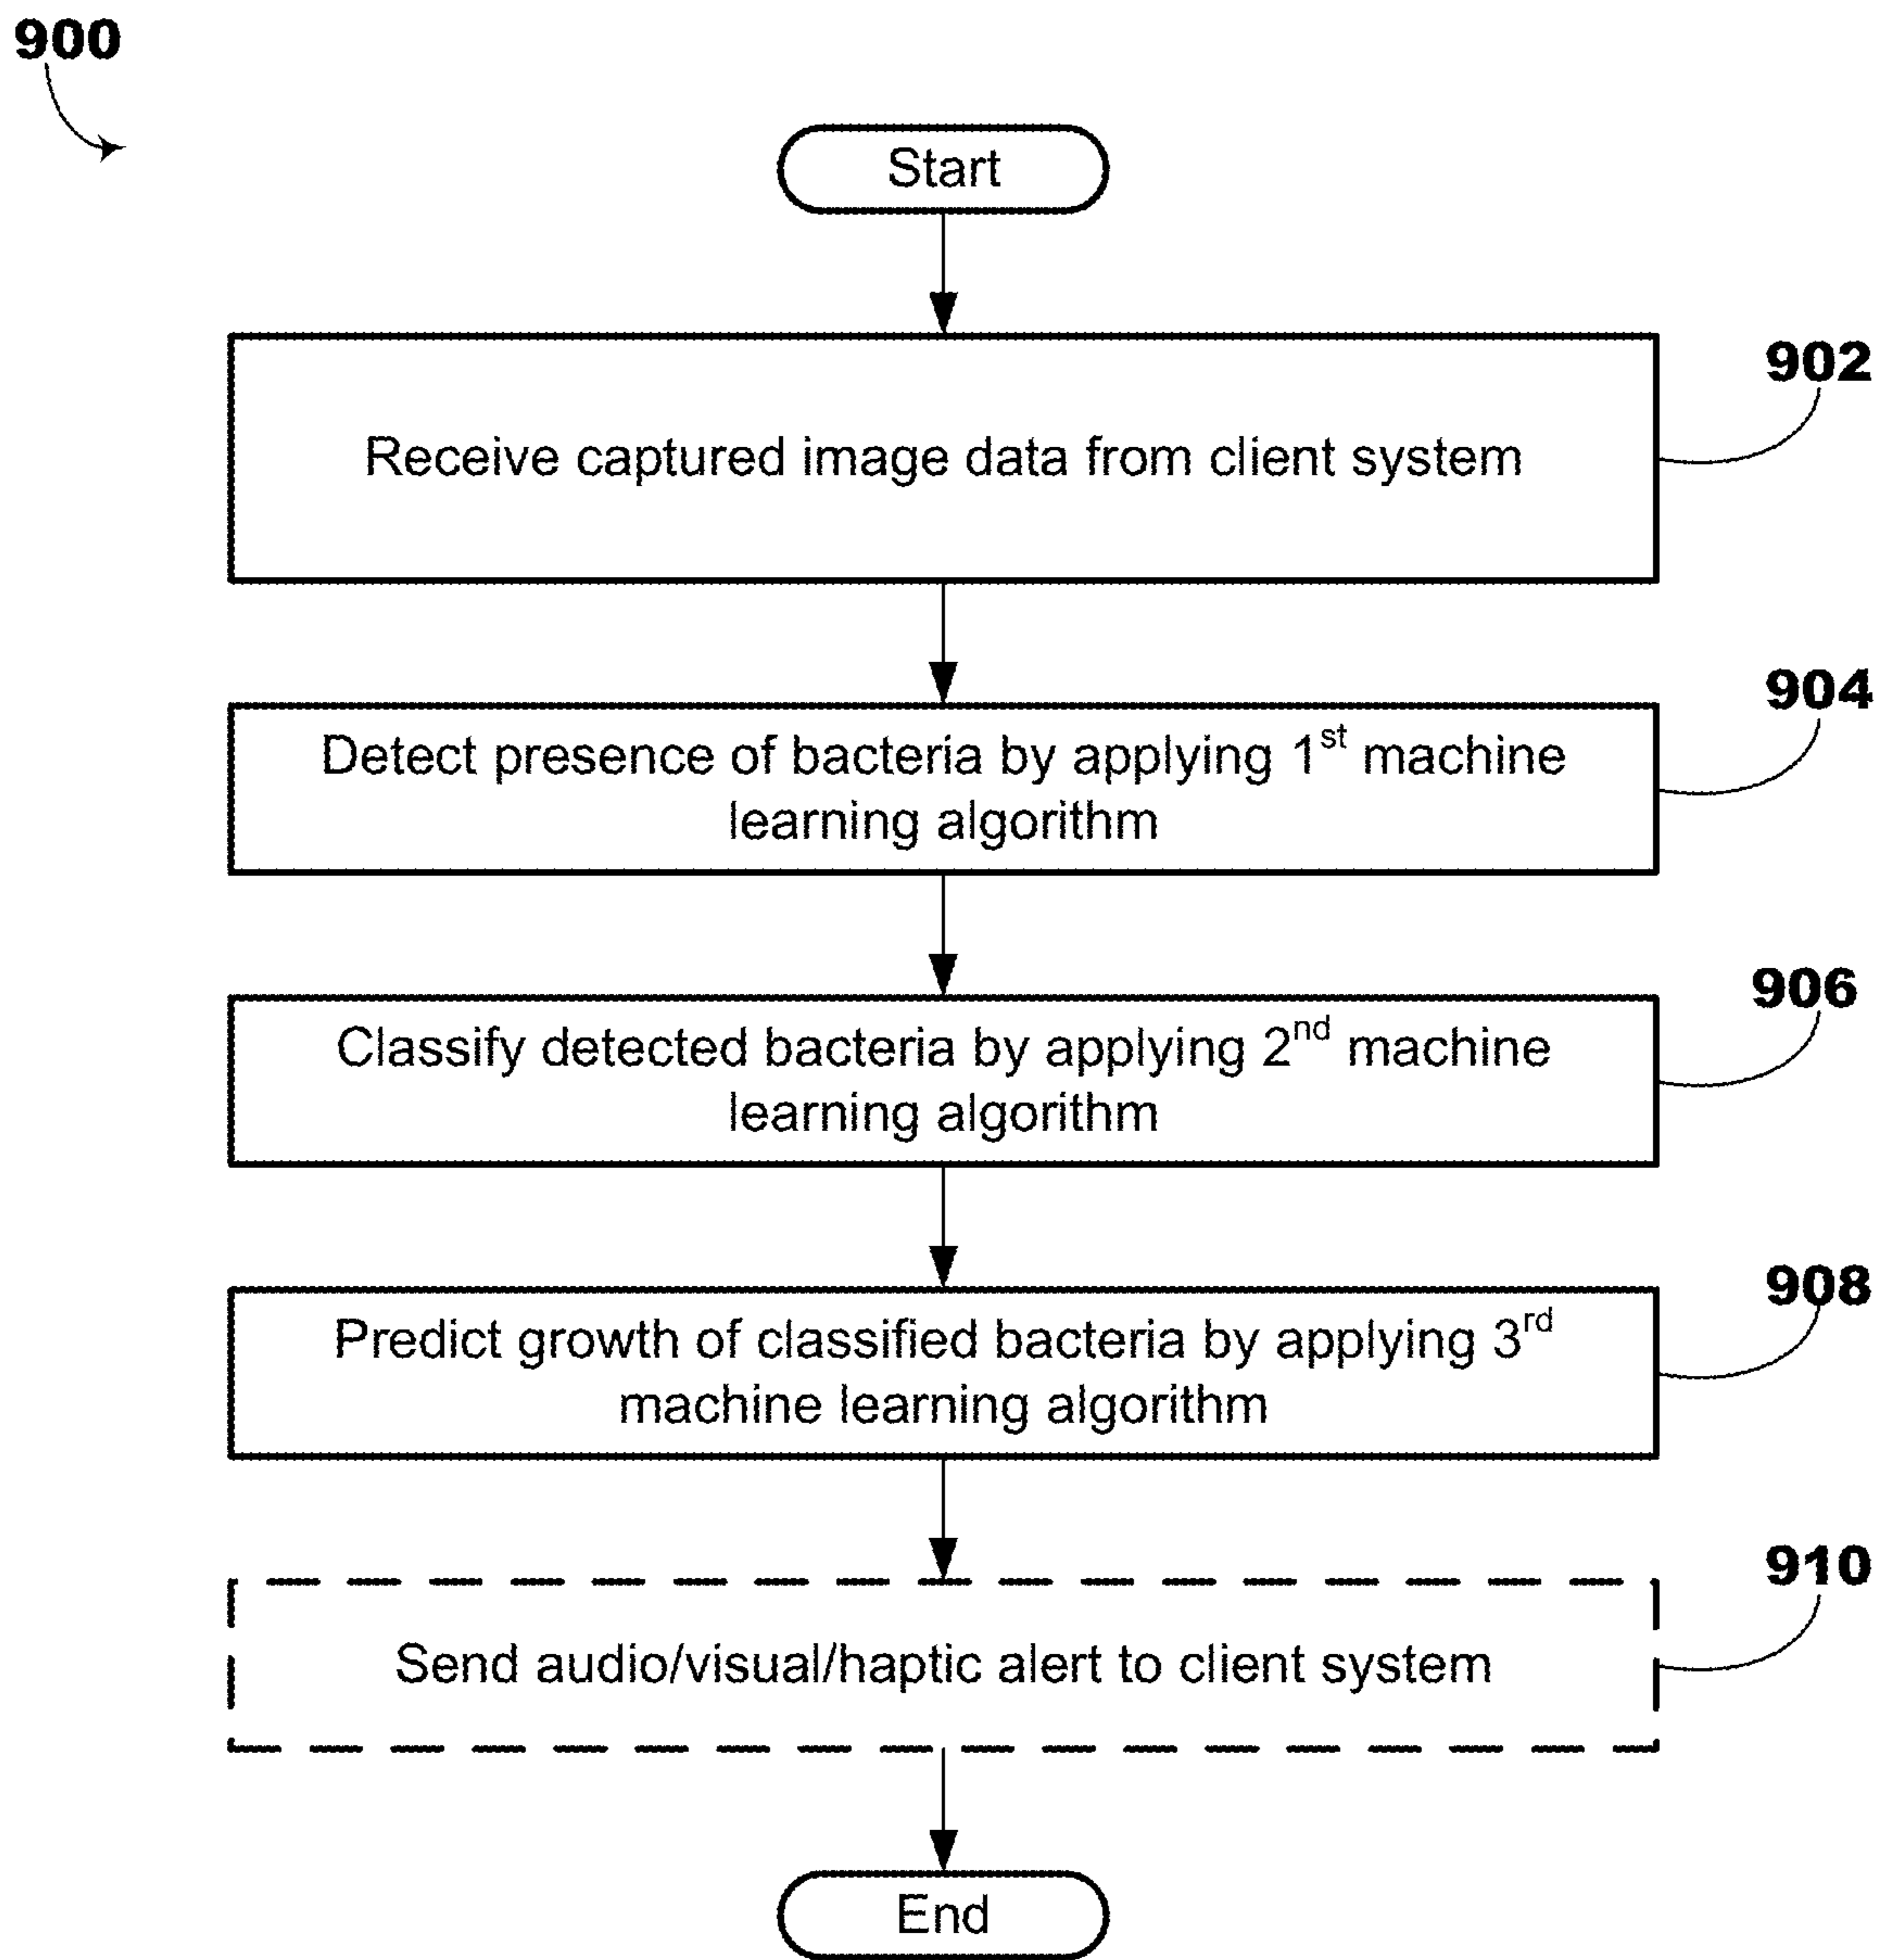 900
Start
902
Receive captured image data from client system
904
Detect presence of bacteria by applying 1st machine
learning algorithm
906
Classify detected bacteria by applying 2nd machine
learning algorithm
908
Predict growth of classified bacteria by applying 3rd
machine learning algorithm
910
Send audio/visual/haptic alert to client system
End